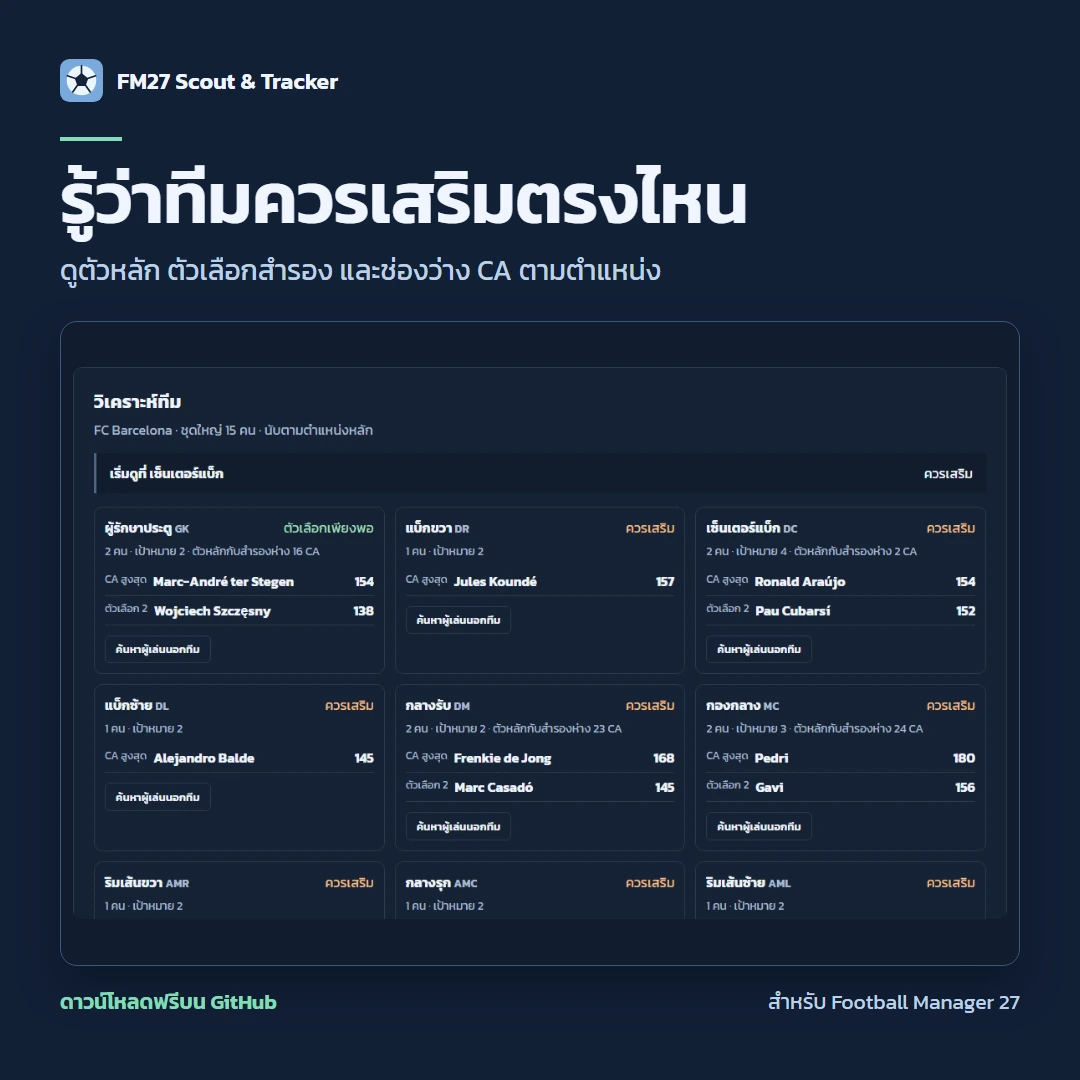 FM27 Scout & Tracker
รู้ว่าทีมควรเสริมตรงไหน
ดูตัวหลัก ตัวเลือกสำรอง และช่องว่าง CA ตามตำแหน่ง
วิเคราะห์ทีม
FC Barcelona · ชุดใหญ่ 15 คน · นับตามตำแหน่งหลัก
เริ่มดูที่ เซ็นเตอร์แบ็ก ควรเสริม
ผู้รักษาประตู GK ตัวเลือกเพียงพอ
2 คน · เป้าหมาย 2 · ตัวหลักกับสำรองห่าง 16 CA
CA สูงสุด Marc-André ter Stegen 154
ตัวเลือก 2 Wojciech Szczęsny 138
ค้นหาผู้เล่นนอกทีม
แบ็กขวา DR ควรเสริม
1 คน · เป้าหมาย 2
CA สูงสุด Jules Koundé 157
ค้นหาผู้เล่นนอกทีม
เซ็นเตอร์แบ็ก DC ควรเสริม
2 คน · เป้าหมาย 4 · ตัวหลักกับสำรองห่าง 2 CA
CA สูงสุด Ronald Araújo 154
ตัวเลือก 2 Pau Cubarsí 152
ค้นหาผู้เล่นนอกทีม
แบ็กซ้าย DL ควรเสริม
1 คน · เป้าหมาย 2
CA สูงสุด Alejandro Balde 145
ค้นหาผู้เล่นนอกทีม
กลางรับ DM ควรเสริม
2 คน · เป้าหมาย 2 · ตัวหลักกับสำรองห่าง 23 CA
CA สูงสุด Frenkie de Jong 168
ตัวเลือก 2 Marc Casadó 145
ค้นหาผู้เล่นนอกทีม
กองกลาง MC ควรเสริม
2 คน · เป้าหมาย 3 · ตัวหลักกับสำรองห่าง 24 CA
CA สูงสุด Pedri 180
ตัวเลือก 2 Gavi 156
ค้นหาผู้เล่นนอกทีม
ริมเส้นขวา AMR ควรเสริม
1 คน · เป้าหมาย 2
กลางรุก AMC ควรเสริม
1 คน · เป้าหมาย 2
ริมเส้นซ้าย AML ควรเสริม
1 คน · เป้าหมาย 2
ดาวน์โหลดฟรีบน GitHub
สำหรับ Football Manager 27